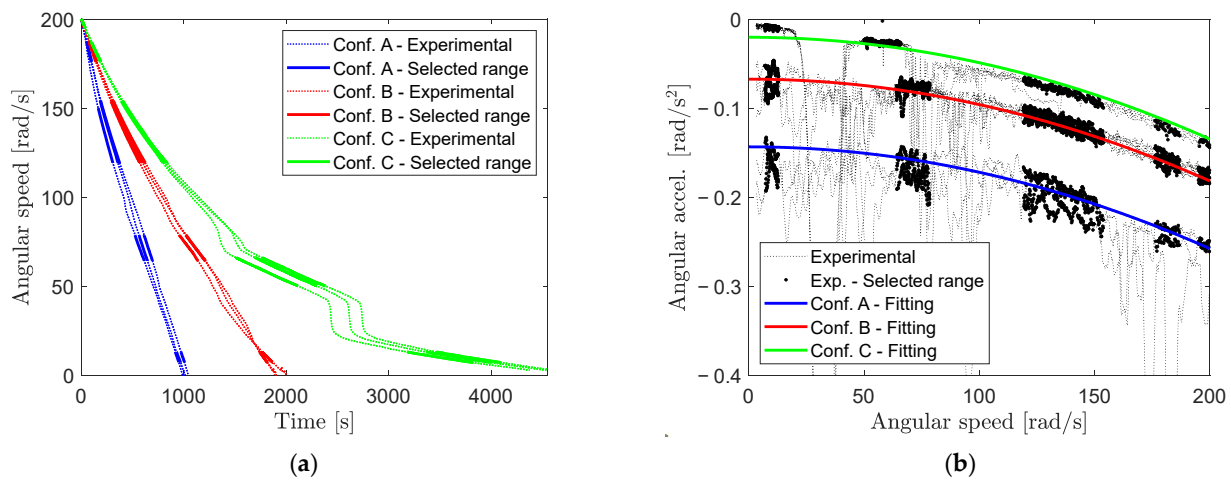 200
150
100
50
0
Angular speed [rad/s]
0
1000
2000
3000
4000
Time [s]
Conf. A - Experimental
Conf. A - Selected range
Conf. B - Experimental
Conf. B - Selected range
Conf. C - Experimental
Conf. C - Selected range
(a)
0
−0.1
−0.2
−0.3
−0.4
Angular accel. [rad/s²]
0
50
100
150
200
Angular speed [rad/s]
Experimental
Exp. - Selected range
Conf. A - Fitting
Conf. B - Fitting
Conf. C - Fitting
(b)